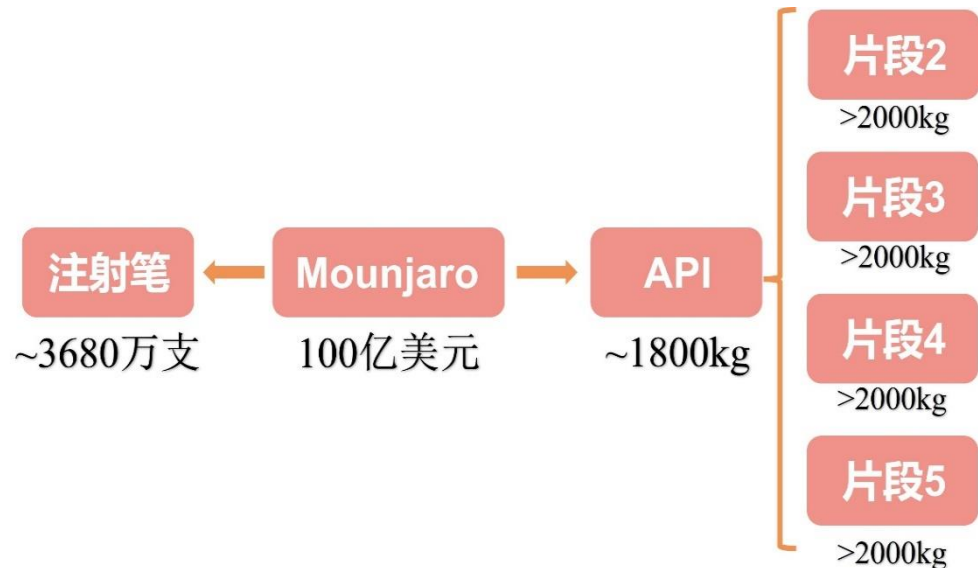 注射笔
~3680万支
Mounjaro
100亿美元
API
~1800kg
片段2
>2000kg
片段3
>2000kg
片段4
>2000kg
片段5
>2000kg